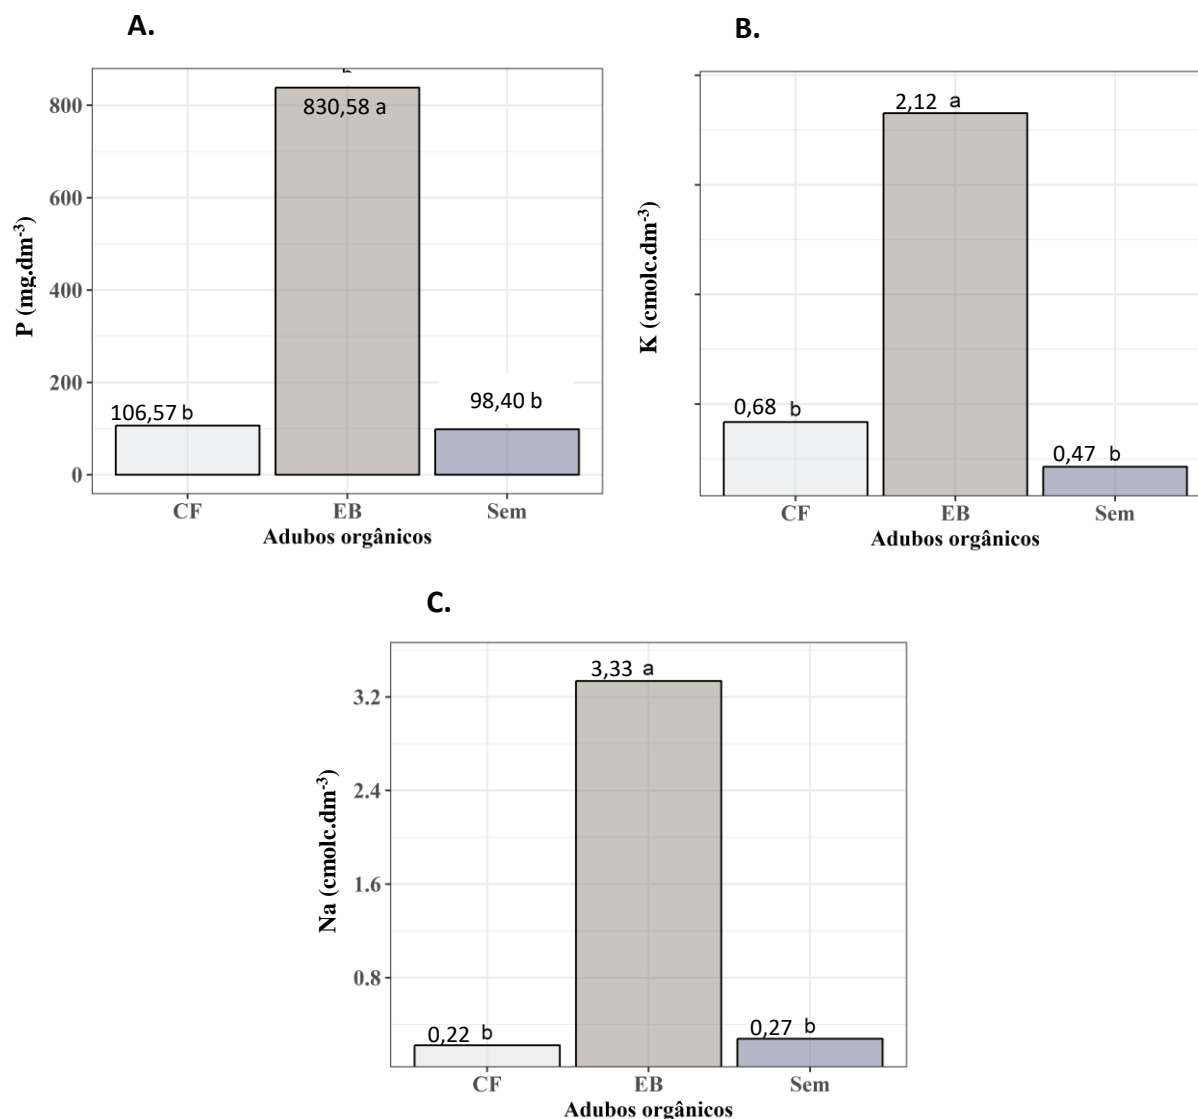 A.
b
830,58 a
800
600
400
200
0
P (mg.dm-3)
106,57 b
98,40 b
CF EB Sem
Adubos orgânicos
B.
2,12 a
K (cmolc.dm-3)
0,68 b
0,47 b
CF EB Sem
Adubos orgânicos
C.
3,33 a
3.2
2.4
1.6
0.8
Na (cmolc.dm-3)
0,22 b
0,27 b
CF EB Sem
Adubos orgânicos